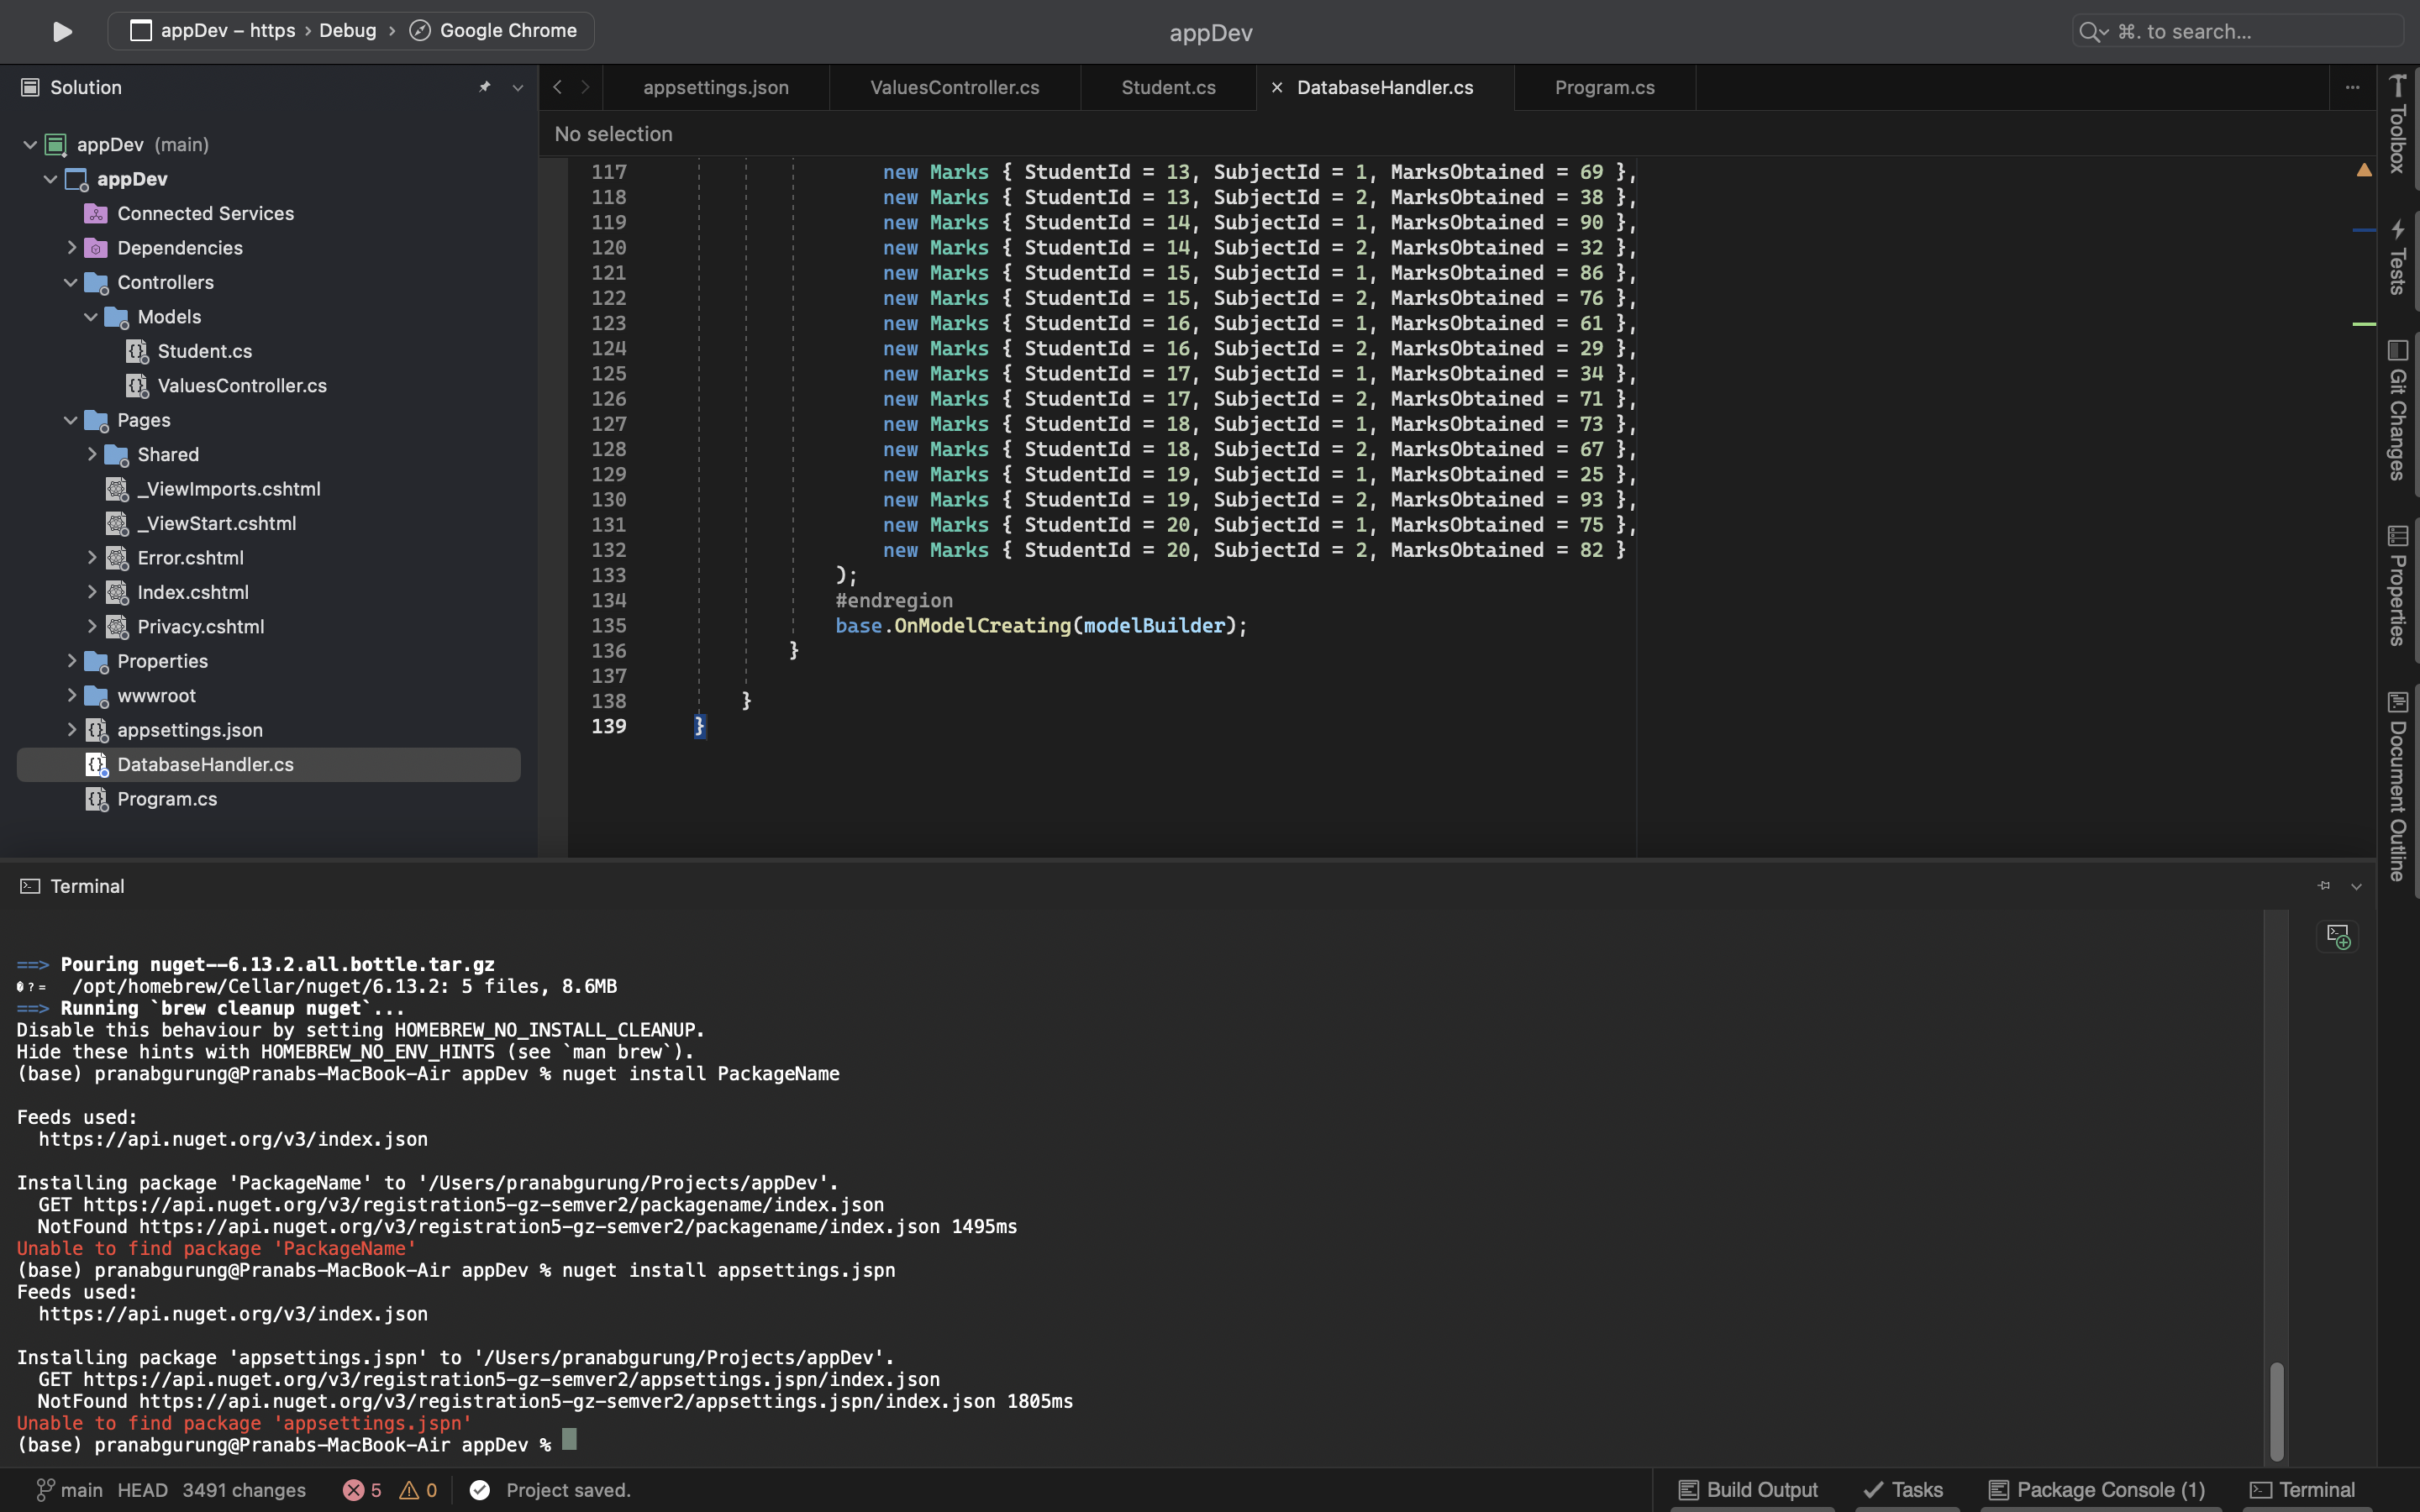 appDev – https › Debug › Google Chrome
appDev
⌘. to search...
Solution
appsettings.json
ValuesController.cs
Student.cs
DatabaseHandler.cs
Program.cs
No selection
appDev (main)
appDev
Connected Services
Dependencies
Controllers
Models
Student.cs
ValuesController.cs
Pages
Shared
_ViewImports.cshtml
_ViewStart.cshtml
Error.cshtml
Index.cshtml
Privacy.cshtml
Properties
wwwroot
appsettings.json
DatabaseHandler.cs
Program.cs
117 new Marks { StudentId = 13, SubjectId = 1, MarksObtained = 69 },
118 new Marks { StudentId = 13, SubjectId = 2, MarksObtained = 38 },
119 new Marks { StudentId = 14, SubjectId = 1, MarksObtained = 90 },
120 new Marks { StudentId = 14, SubjectId = 2, MarksObtained = 32 },
121 new Marks { StudentId = 15, SubjectId = 1, MarksObtained = 86 },
122 new Marks { StudentId = 15, SubjectId = 2, MarksObtained = 76 },
123 new Marks { StudentId = 16, SubjectId = 1, MarksObtained = 61 },
124 new Marks { StudentId = 16, SubjectId = 2, MarksObtained = 29 },
125 new Marks { StudentId = 17, SubjectId = 1, MarksObtained = 34 },
126 new Marks { StudentId = 17, SubjectId = 2, MarksObtained = 71 },
127 new Marks { StudentId = 18, SubjectId = 1, MarksObtained = 73 },
128 new Marks { StudentId = 18, SubjectId = 2, MarksObtained = 67 },
129 new Marks { StudentId = 19, SubjectId = 1, MarksObtained = 25 },
130 new Marks { StudentId = 19, SubjectId = 2, MarksObtained = 93 },
131 new Marks { StudentId = 20, SubjectId = 1, MarksObtained = 75 },
132 new Marks { StudentId = 20, SubjectId = 2, MarksObtained = 82 }
133 );
134 #endregion
135 base.OnModelCreating(modelBuilder);
136 }
137
138 }
139 }
Toolbox
Tests
Git Changes
Properties
Document Outline
Terminal
==> Pouring nuget--6.13.2.all.bottle.tar.gz
�?= /opt/homebrew/Cellar/nuget/6.13.2: 5 files, 8.6MB
==> Running `brew cleanup nuget`...
Disable this behaviour by setting HOMEBREW_NO_INSTALL_CLEANUP.
Hide these hints with HOMEBREW_NO_ENV_HINTS (see `man brew`).
(base) pranabgurung@Pranabs-MacBook-Air appDev % nuget install PackageName
Feeds used:
https://api.nuget.org/v3/index.json
Installing package 'PackageName' to '/Users/pranabgurung/Projects/appDev'.
GET https://api.nuget.org/v3/registration5-gz-semver2/packagename/index.json
NotFound https://api.nuget.org/v3/registration5-gz-semver2/packagename/index.json 1495ms
Unable to find package 'PackageName'
(base) pranabgurung@Pranabs-MacBook-Air appDev % nuget install appsettings.jspn
Feeds used:
https://api.nuget.org/v3/index.json
Installing package 'appsettings.jspn' to '/Users/pranabgurung/Projects/appDev'.
GET https://api.nuget.org/v3/registration5-gz-semver2/appsettings.jspn/index.json
NotFound https://api.nuget.org/v3/registration5-gz-semver2/appsettings.jspn/index.json 1805ms
Unable to find package 'appsettings.jspn'
(base) pranabgurung@Pranabs-MacBook-Air appDev %
main HEAD 3491 changes 5 0 Project saved.
Build Output Tasks Package Console (1) Terminal